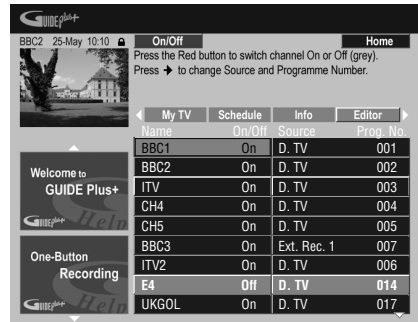 GUIDE plus+
BBC2 25-May 10:10
On/Off
Home
Press the Red button to switch channel On or Off (grey).
Press → to change Source and Programme Number.
My TV Schedule Info Editor
Name On/Off Source Prog. No.
BBC1 On D. TV 001
BBC2 On D. TV 002
ITV On D. TV 003
CH4 On D. TV 004
CH5 On D. TV 005
BBC3 On Ext. Rec. 1 007
ITV2 On D. TV 006
E4 Off D. TV 014
UKGOL On D. TV 017
Welcome to
GUIDE Plus+
GUIDE plus+ Help
One-Button
Recording
GUIDE plus+ Help